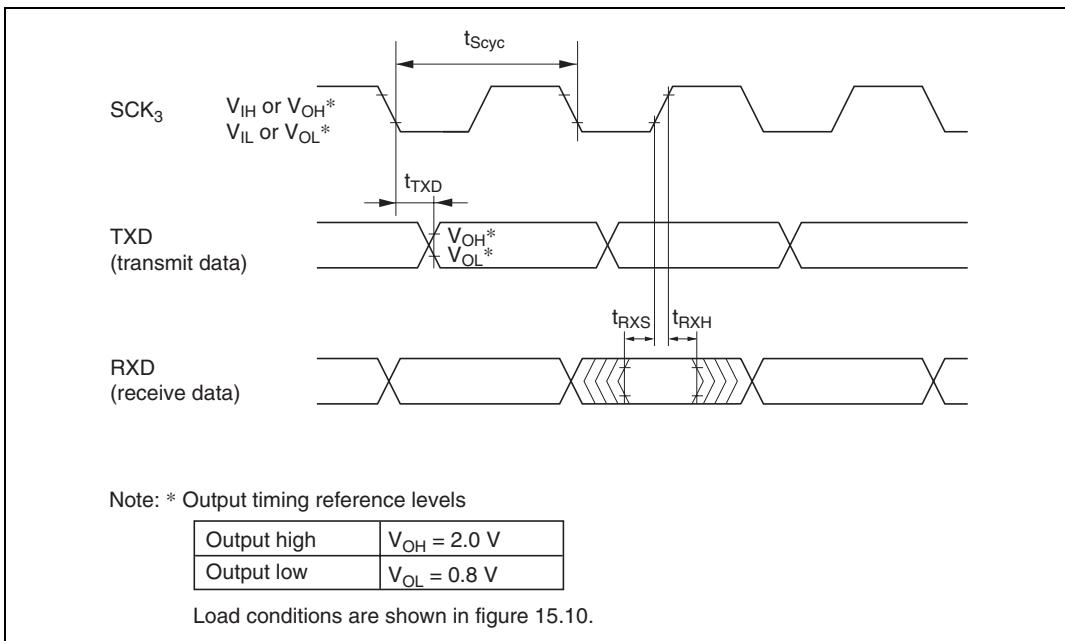 tScyc
SCK3
VIH or VOH*
VIL or VOL*
tTXD
TXD
(transmit data)
VOH*
VOL*
tRXS
tRXH
RXD
(receive data)
Note: * Output timing reference levels
Output high VOH = 2.0 V
Output low VOL = 0.8 V
Load conditions are shown in figure 15.10.